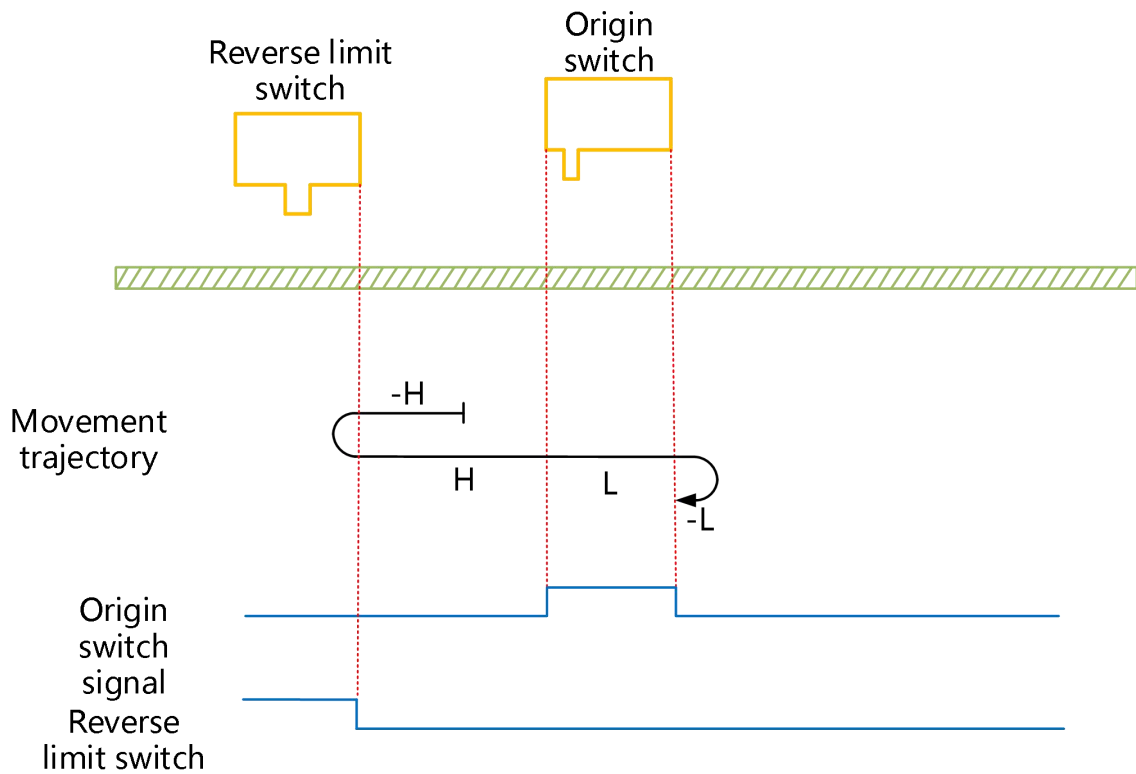 Origin
switch
Reverse limit
switch
-H
Movement
trajectory
H
L
-L
Origin
switch
signal
Reverse
limit switch